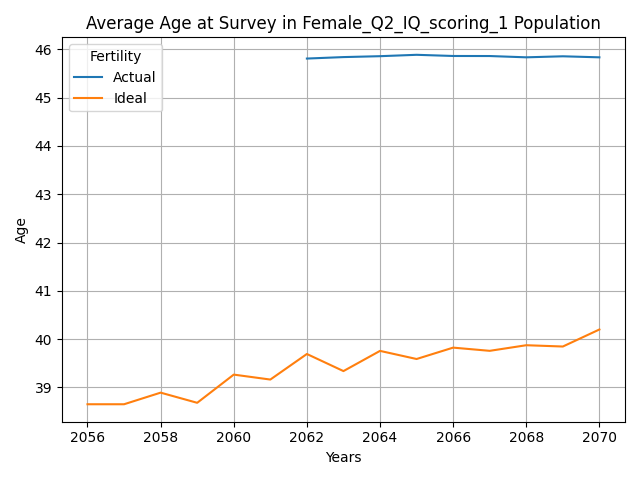 Average Age at Survey in Female_Q2_IQ_scoring_1 Population
Fertility
Actual
Ideal
Age
46
45
44
43
42
41
40
39
2056 2058 2060 2062 2064 2066 2068 2070
Years